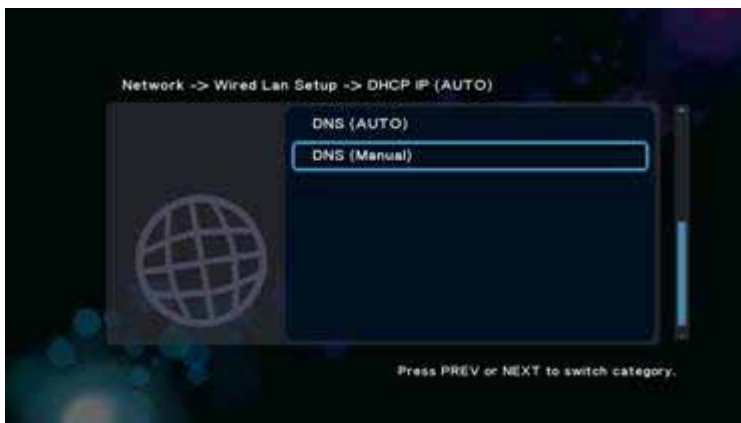 Network -> Wired Lan Setup -> DHCP IP (AUTO)
DNS (AUTO)
DNS (Manual)
Press PREV or NEXT to switch category.